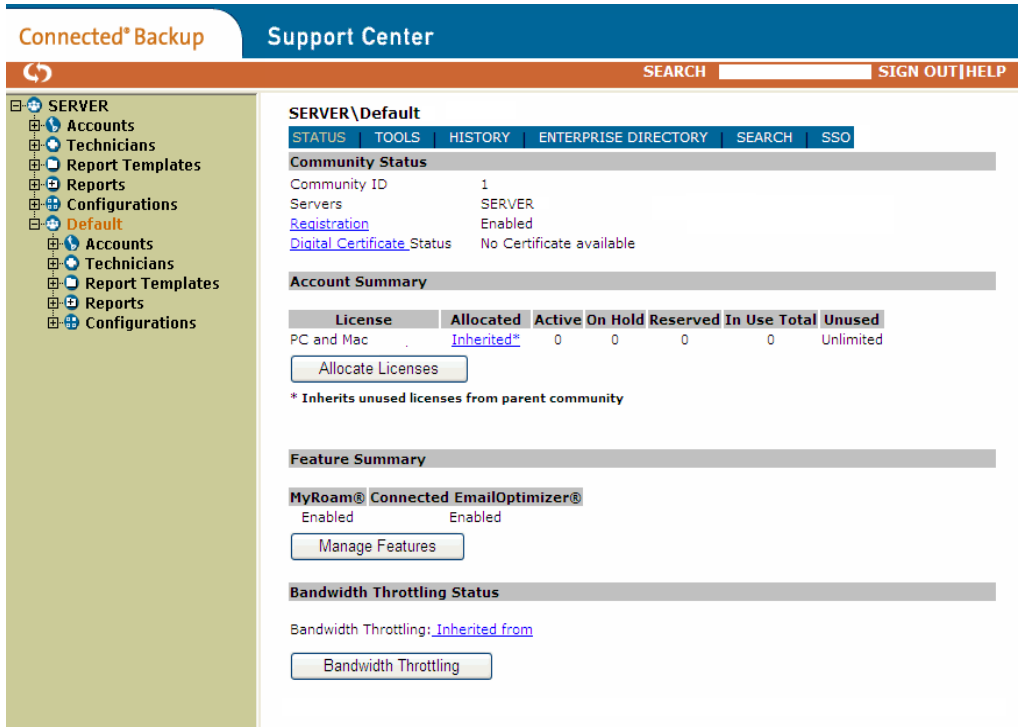 Connected® Backup
Support Center
SEARCH SIGN OUT|HELP
SERVER
Accounts
Technicians
Report Templates
Reports
Configurations
Default
Accounts
Technicians
Report Templates
Reports
Configurations
SERVER\Default
STATUS | TOOLS | HISTORY | ENTERPRISE DIRECTORY | SEARCH | SSO
Community Status
Community ID 1
Servers SERVER
Registration Enabled
Digital Certificate Status No Certificate available
Account Summary
License Allocated Active On Hold Reserved In Use Total Unused
PC and Mac . Inherited* 0 0 0 0 Unlimited
Allocate Licenses
* Inherits unused licenses from parent community
Feature Summary
MyRoam® Connected EmailOptimizer®
Enabled Enabled
Manage Features
Bandwidth Throttling Status
Bandwidth Throttling: Inherited from
Bandwidth Throttling